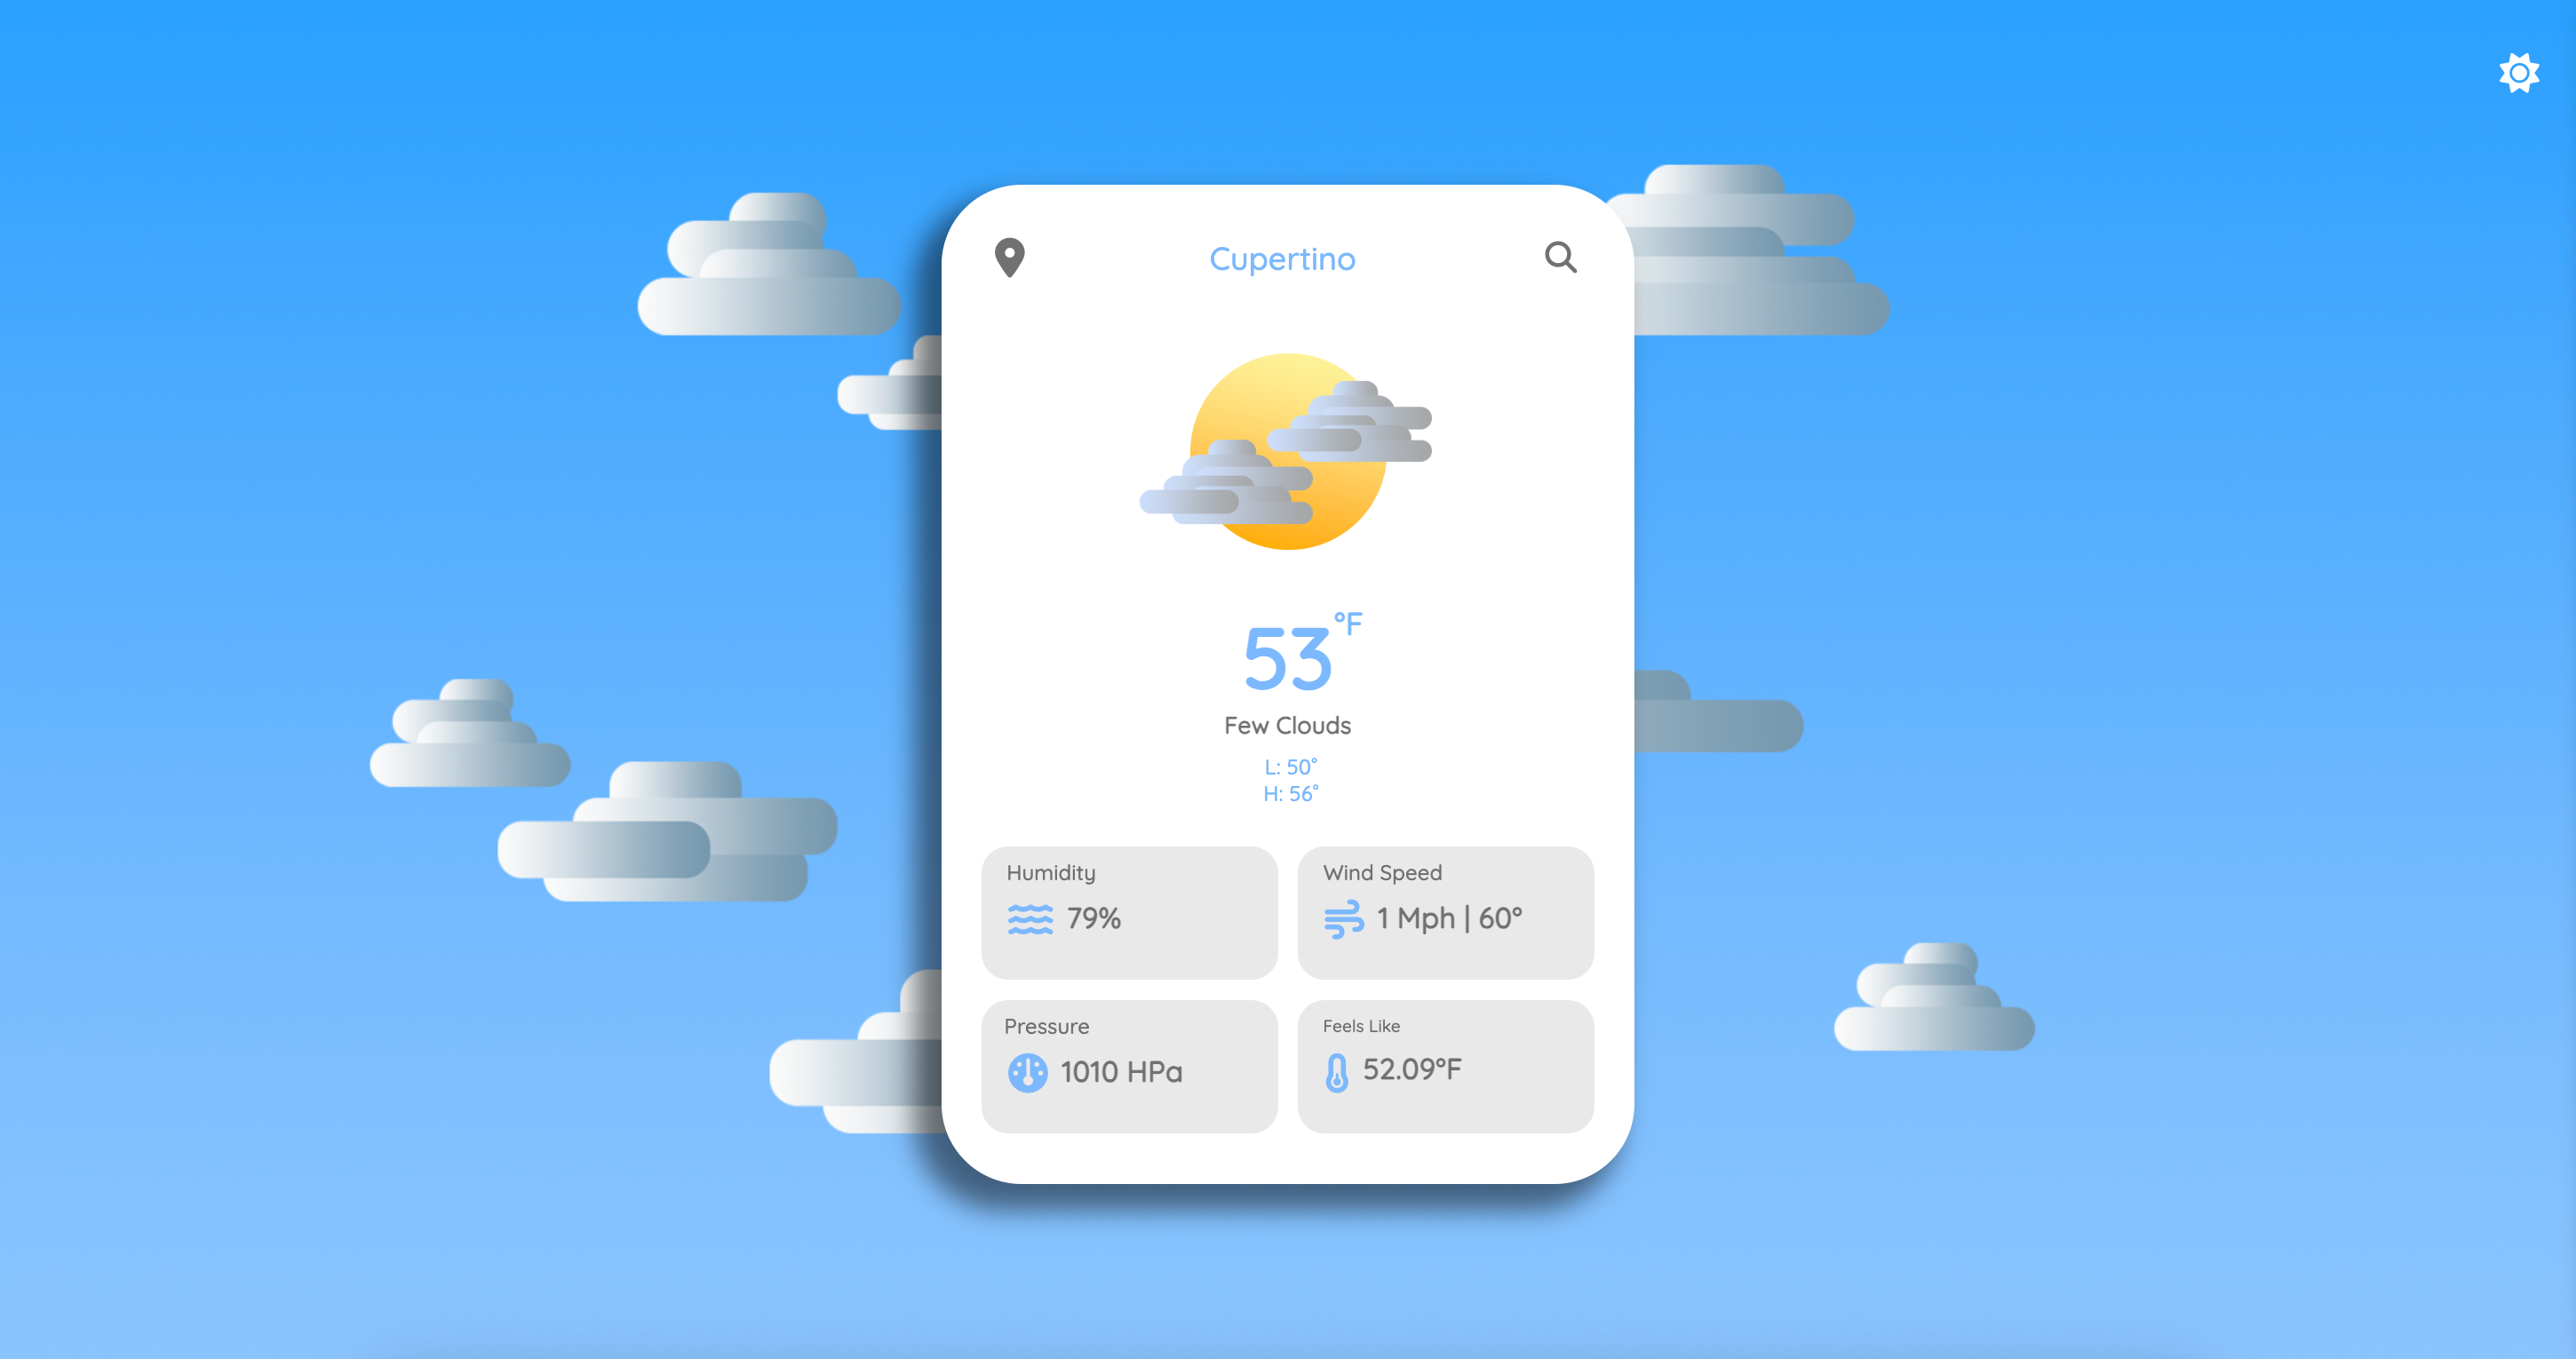 Cupertino
53°F
Few Clouds
L: 50°
H: 56°
Humidity
79%
Wind Speed
1 Mph | 60°
Pressure
1010 HPa
Feels Like
52.09°F